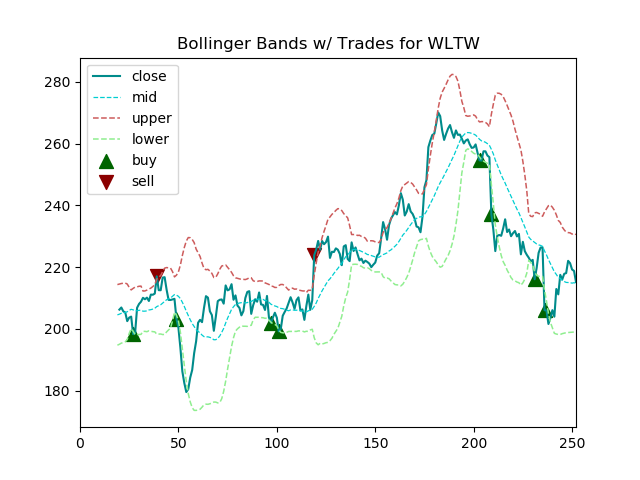 Bollinger Bands w/ Trades for WLTW
close
mid
upper
lower
buy
sell
280
260
240
220
200
180
0 50 100 150 200 250